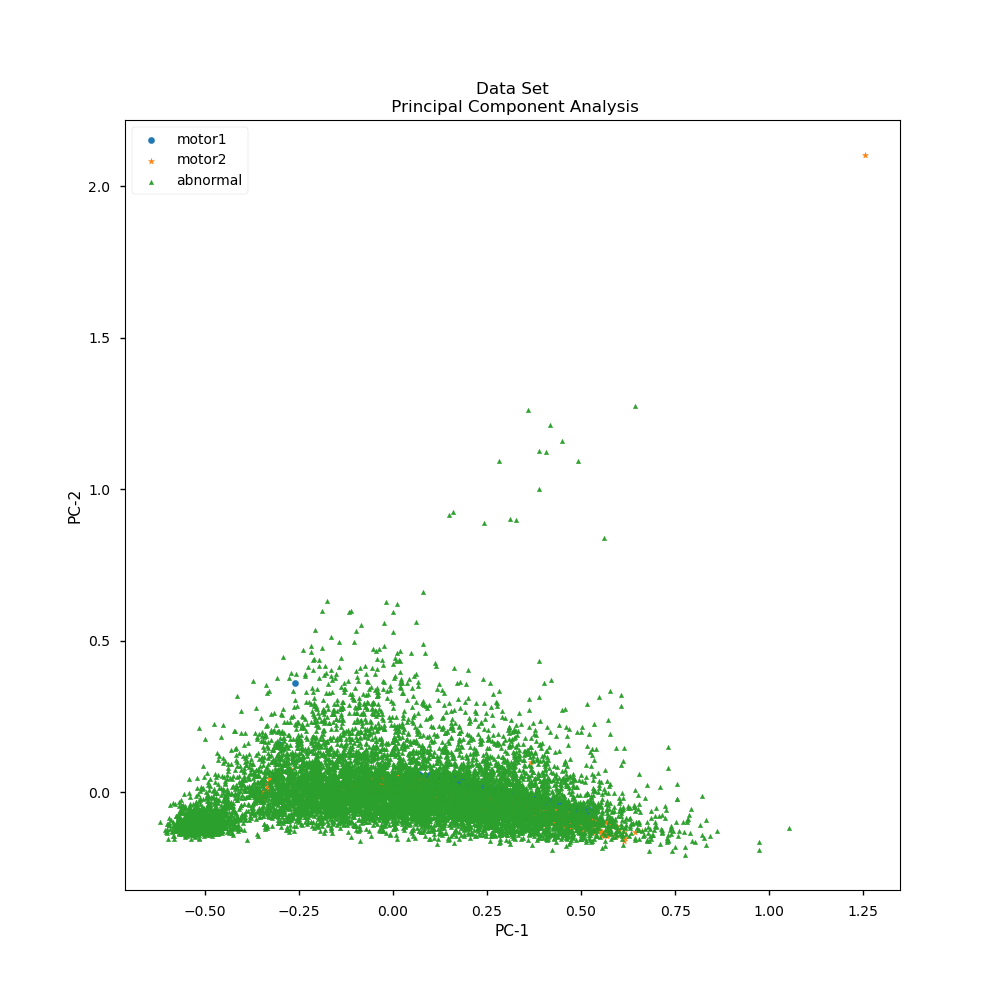 Data Set
Principal Component Analysis
motor1
motor2
abnormal
2.0
1.5
1.0
0.5
0.0
PC-2
−0.50
−0.25
0.00
0.25
0.50
0.75
1.00
1.25
PC-1